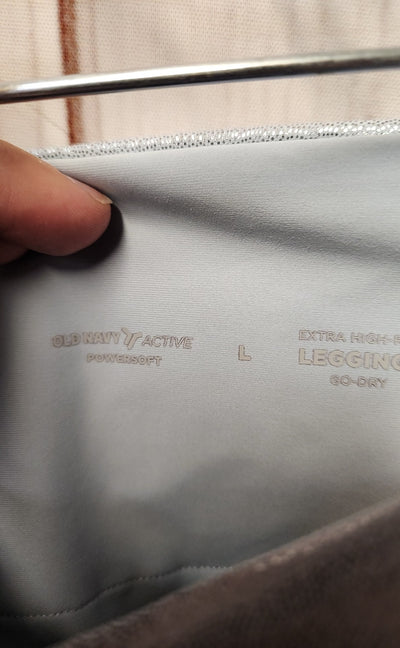 OLD NAVY ACTIVE
POWERSOFT
L
EXTRA HIGH-
LEGGING
GO-DRY